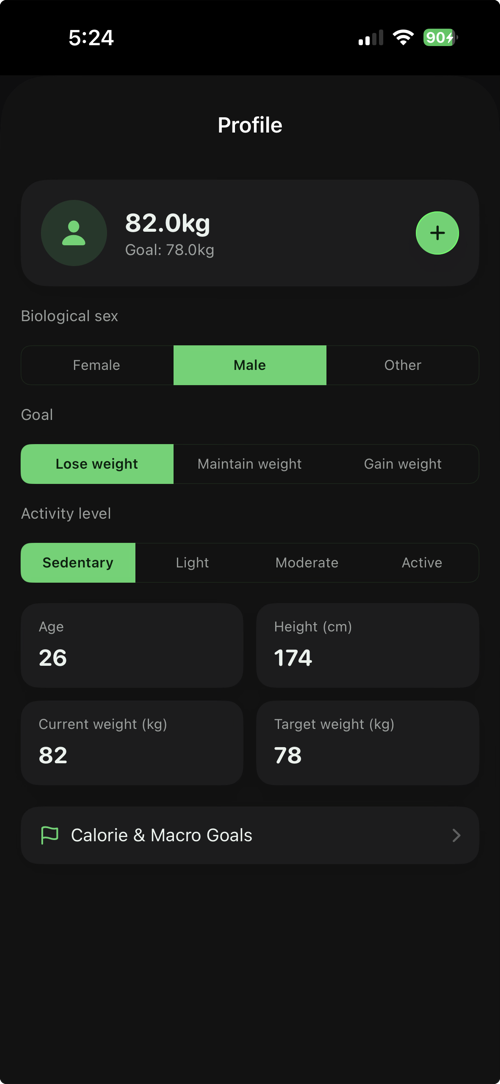 5:24
90
Profile
82.0kg
Goal: 78.0kg
Biological sex
Female Male Other
Goal
Lose weight Maintain weight Gain weight
Activity level
Sedentary Light Moderate Active
Age Height (cm)
26 174
Current weight (kg) Target weight (kg)
82 78
Calorie & Macro Goals